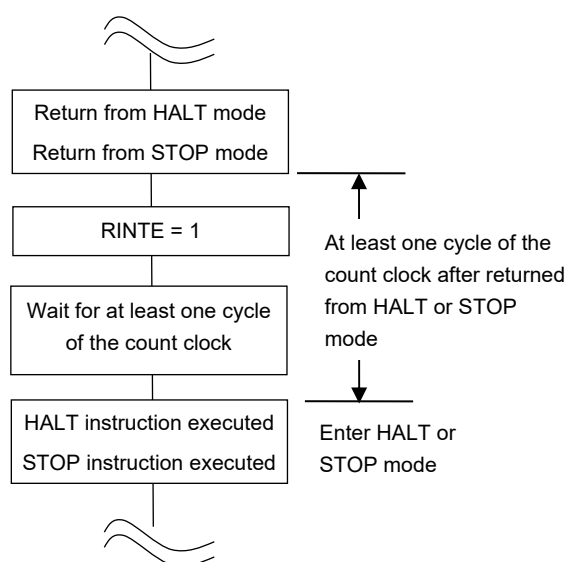 Return from HALT mode
Return from STOP mode
RINTE = 1
Wait for at least one cycle
of the count clock
HALT instruction executed
STOP instruction executed
At least one cycle of the
count clock after returned
from HALT or STOP
mode
Enter HALT or
STOP mode